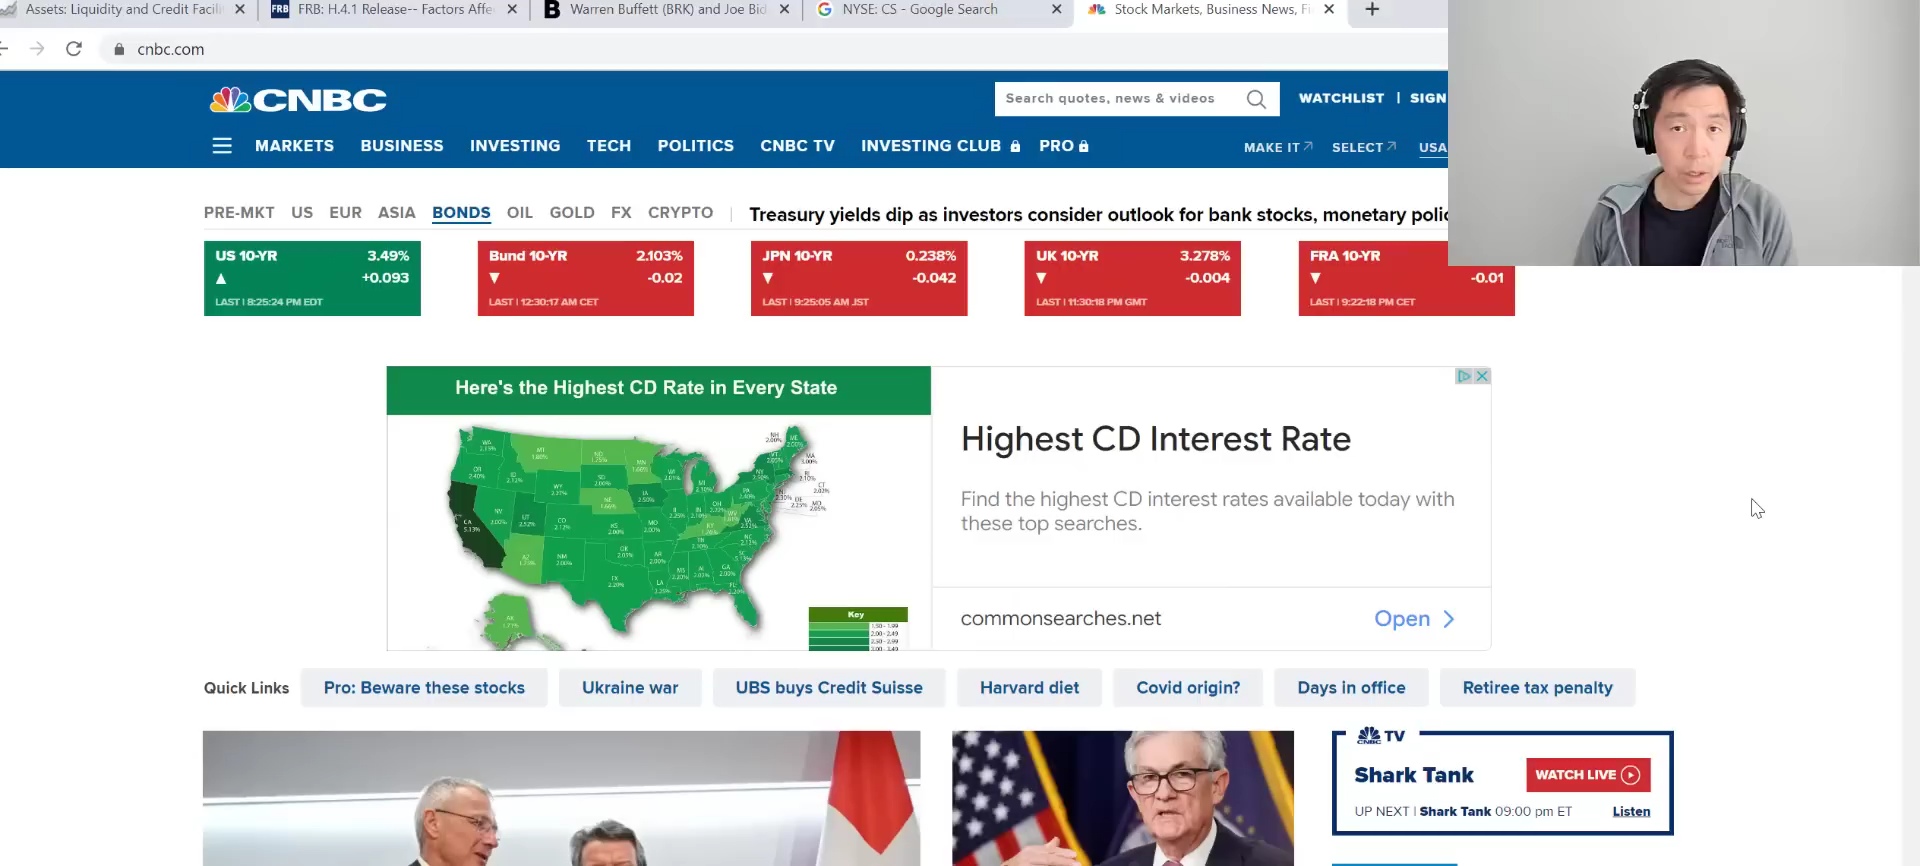 Assets: Liquidity and Credit Facili
FRB: H.4.1 Release-- Factors Affe
Warren Buffett (BRK) and Joe Bid
NYSE: CS - Google Search
Stock Markets, Business News, Fi
cnbc.com
CNBC
Search quotes, news & videos
WATCHLIST | SIGN
MARKETS BUSINESS INVESTING TECH POLITICS CNBC TV INVESTING CLUB PRO
MAKE IT SELECT USA
PRE-MKT US EUR ASIA BONDS OIL GOLD FX CRYPTO
Treasury yields dip as investors consider outlook for bank stocks, monetary polic
US 10-YR 3.49%
+0.093
LAST | 8:25:24 PM EDT
Bund 10-YR 2.103%
-0.02
LAST | 12:30:17 AM CET
JPN 10-YR 0.238%
-0.042
LAST | 9:25:05 AM JST
UK 10-YR 3.278%
-0.004
LAST | 11:30:18 PM GMT
FRA 10-YR
-0.01
LAST | 9:22:18 PM CET
Here's the Highest CD Rate in Every State
Key
Highest CD Interest Rate
Find the highest CD interest rates available today with
these top searches.
commonsearches.net
Open
Quick Links
Pro: Beware these stocks
Ukraine war
UBS buys Credit Suisse
Harvard diet
Covid origin?
Days in office
Retiree tax penalty
CNBC TV
Shark Tank
WATCH LIVE
UP NEXT | Shark Tank 09:00 pm ET
Listen